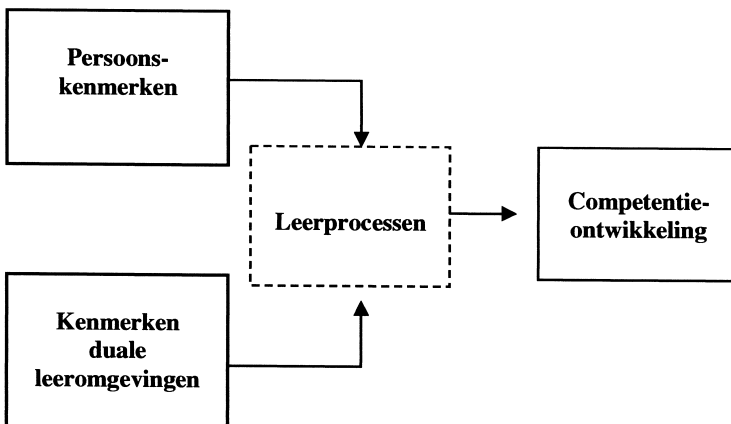 Persoons-
kenmerken
Leerprocessen
Competentie-
ontwikkeling
Kenmerken
duale
leeromgevingen